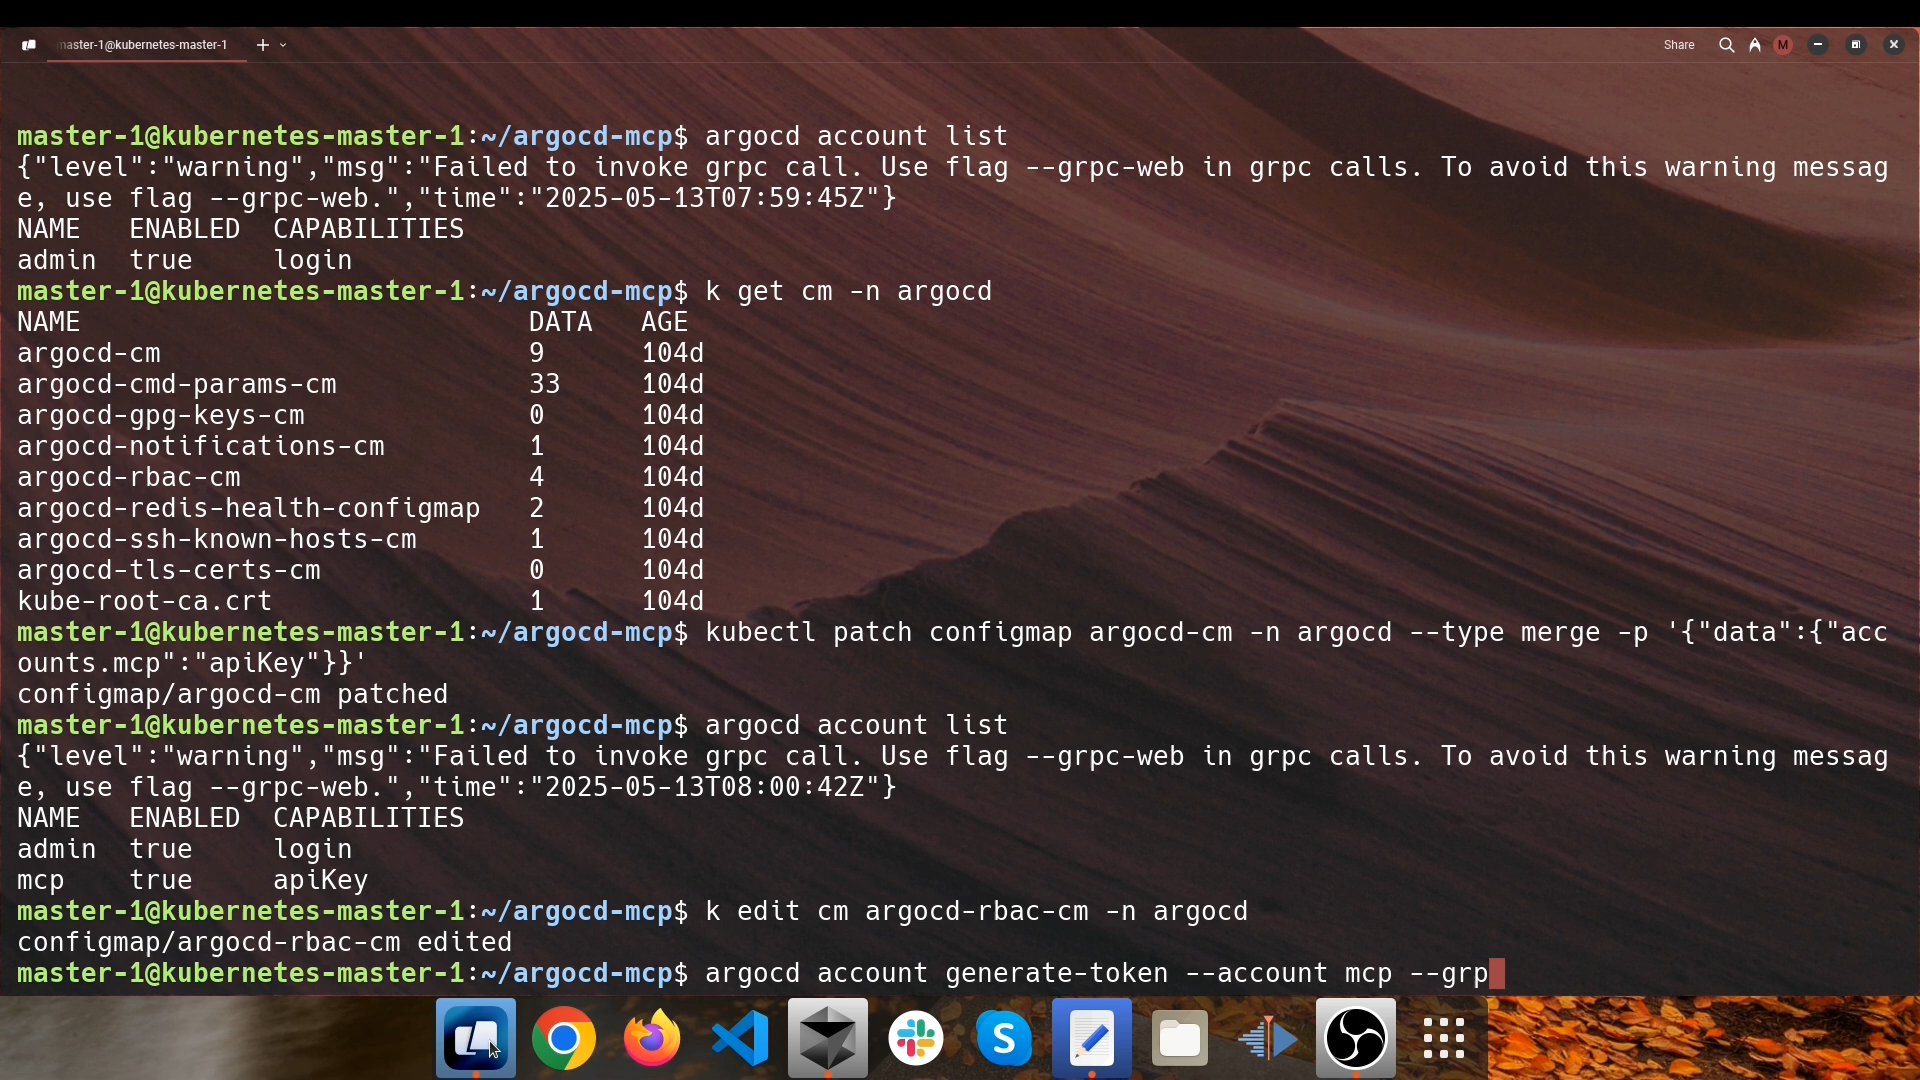 master-1@kubernetes-master-1
Share
M
master-1@kubernetes-master-1:~/argocd-mcp$ argocd account list
{"level":"warning","msg":"Failed to invoke grpc call. Use flag --grpc-web in grpc calls. To avoid this warning messag
e, use flag --grpc-web.","time":"2025-05-13T07:59:45Z"}
NAME   ENABLED  CAPABILITIES
admin  true     login
master-1@kubernetes-master-1:~/argocd-mcp$ k get cm -n argocd
NAME                            DATA   AGE
argocd-cm                       9      104d
argocd-cmd-params-cm            33     104d
argocd-gpg-keys-cm              0      104d
argocd-notifications-cm         1      104d
argocd-rbac-cm                  4      104d
argocd-redis-health-configmap   2      104d
argocd-ssh-known-hosts-cm       1      104d
argocd-tls-certs-cm             0      104d
kube-root-ca.crt                1      104d
master-1@kubernetes-master-1:~/argocd-mcp$ kubectl patch configmap argocd-cm -n argocd --type merge -p '{"data":{"acc
ounts.mcp":"apiKey"}}'
configmap/argocd-cm patched
master-1@kubernetes-master-1:~/argocd-mcp$ argocd account list
{"level":"warning","msg":"Failed to invoke grpc call. Use flag --grpc-web in grpc calls. To avoid this warning messag
e, use flag --grpc-web.","time":"2025-05-13T08:00:42Z"}
NAME   ENABLED  CAPABILITIES
admin  true     login
mcp    true     apiKey
master-1@kubernetes-master-1:~/argocd-mcp$ k edit cm argocd-rbac-cm -n argocd
configmap/argocd-rbac-cm edited
master-1@kubernetes-master-1:~/argocd-mcp$ argocd account generate-token --account mcp --grp